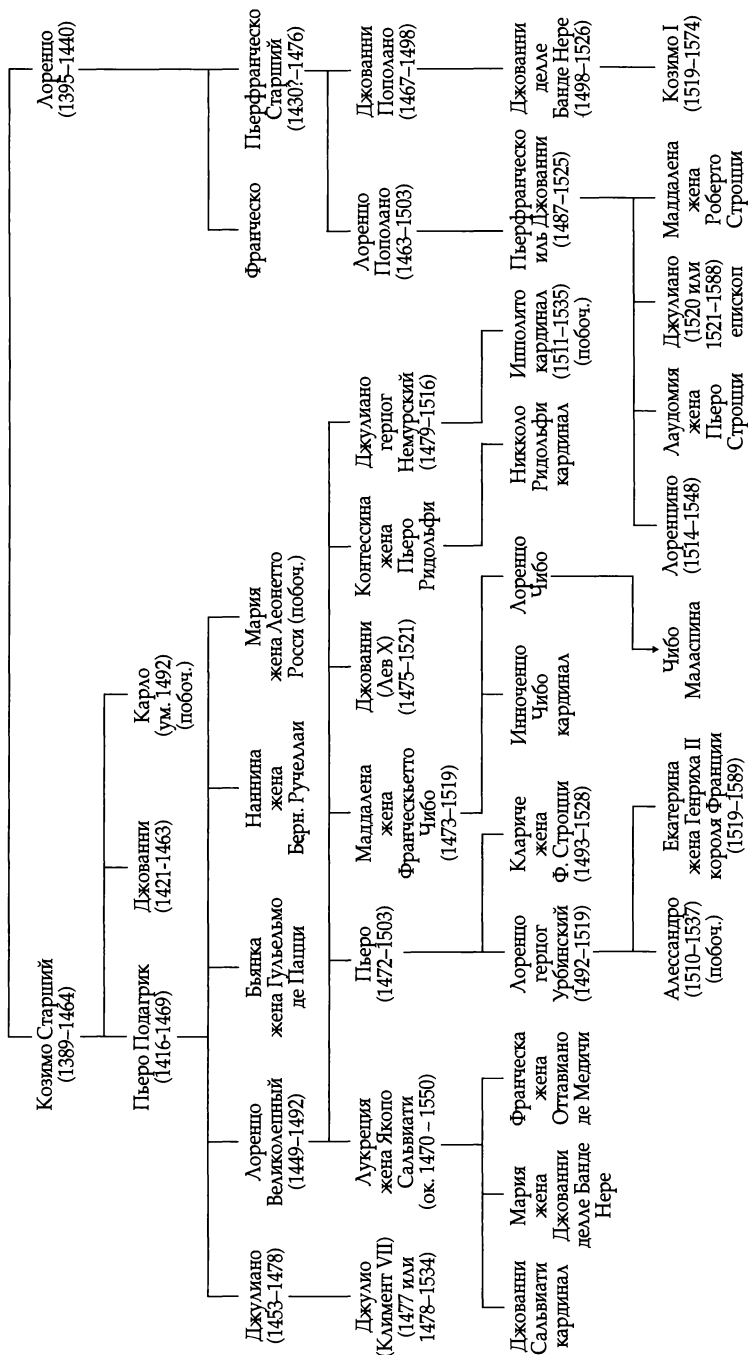 Козимо Старший
(1389–1464)
Лоренцо
(1395–1440)
Пьеро Подагрик
(1416-1469)
Джованни
(1421-1463)
Карло
(ум. 1492)
(побоч.)
Франческо
Пьерфранческо
Старший
(1430?–1476)
Джулиано
(1453–1478)
Лоренцо
Великолепный
(1449–1492)
Бьянка
жена Гульельмо
де Пацци
Наннина
жена
Берн. Ручеллаи
Мария
жена Леонетто
Росси (побоч.)
Лоренцо
Пополано
(1463–1503)
Джованни
Пополано
(1467–1498)
Джулио
(Климент VII)
(1477 или
1478–1534)
Лукреция
жена Якопо
Сальвиати
(ок. 1470 – 1550)
Пьеро
(1472–1503)
Маддалена
жена
Франческьетто
Чибо
(1473–1519)
Джованни
(Лев X)
(1475–1521)
Контессина
жена
Пьеро
Ридольфи
Джулиано
герцог
Немурский
(1479–1516)
Пьерфранческо
иль Джованни
(1487–1525)
Джованни
делле
Банде Нере
(1498–1526)
Джованни
Сальвиати
кардинал
Мария
жена
Джованни
делле Банде
Нере
Франческа
жена
Оттавиано
де Медичи
Лоренцо
герцог
Урбинский
(1492–1519)
Клариче
жена
Ф. Строцци
(1493–1528)
Инноченцо
Чибо
кардинал
Лоренцо
Чибо
Никколо
Ридольфи
кардинал
Ипполито
кардинал
(1511–1535)
(побоч.)
Алессандро
(1510–1537)
(побоч.)
Екатерина
жена Генриха II
короля Франции
(1519–1589)
Чибо
Маласпина
Лоренцино
(1514–1548)
Лаудомия
жена
Пьеро
Строцци
Джулиано
(1520 или
1521–1588)
епископ
Маддалена
жена
Роберто
Строцци
Козимо I
(1519–1574)